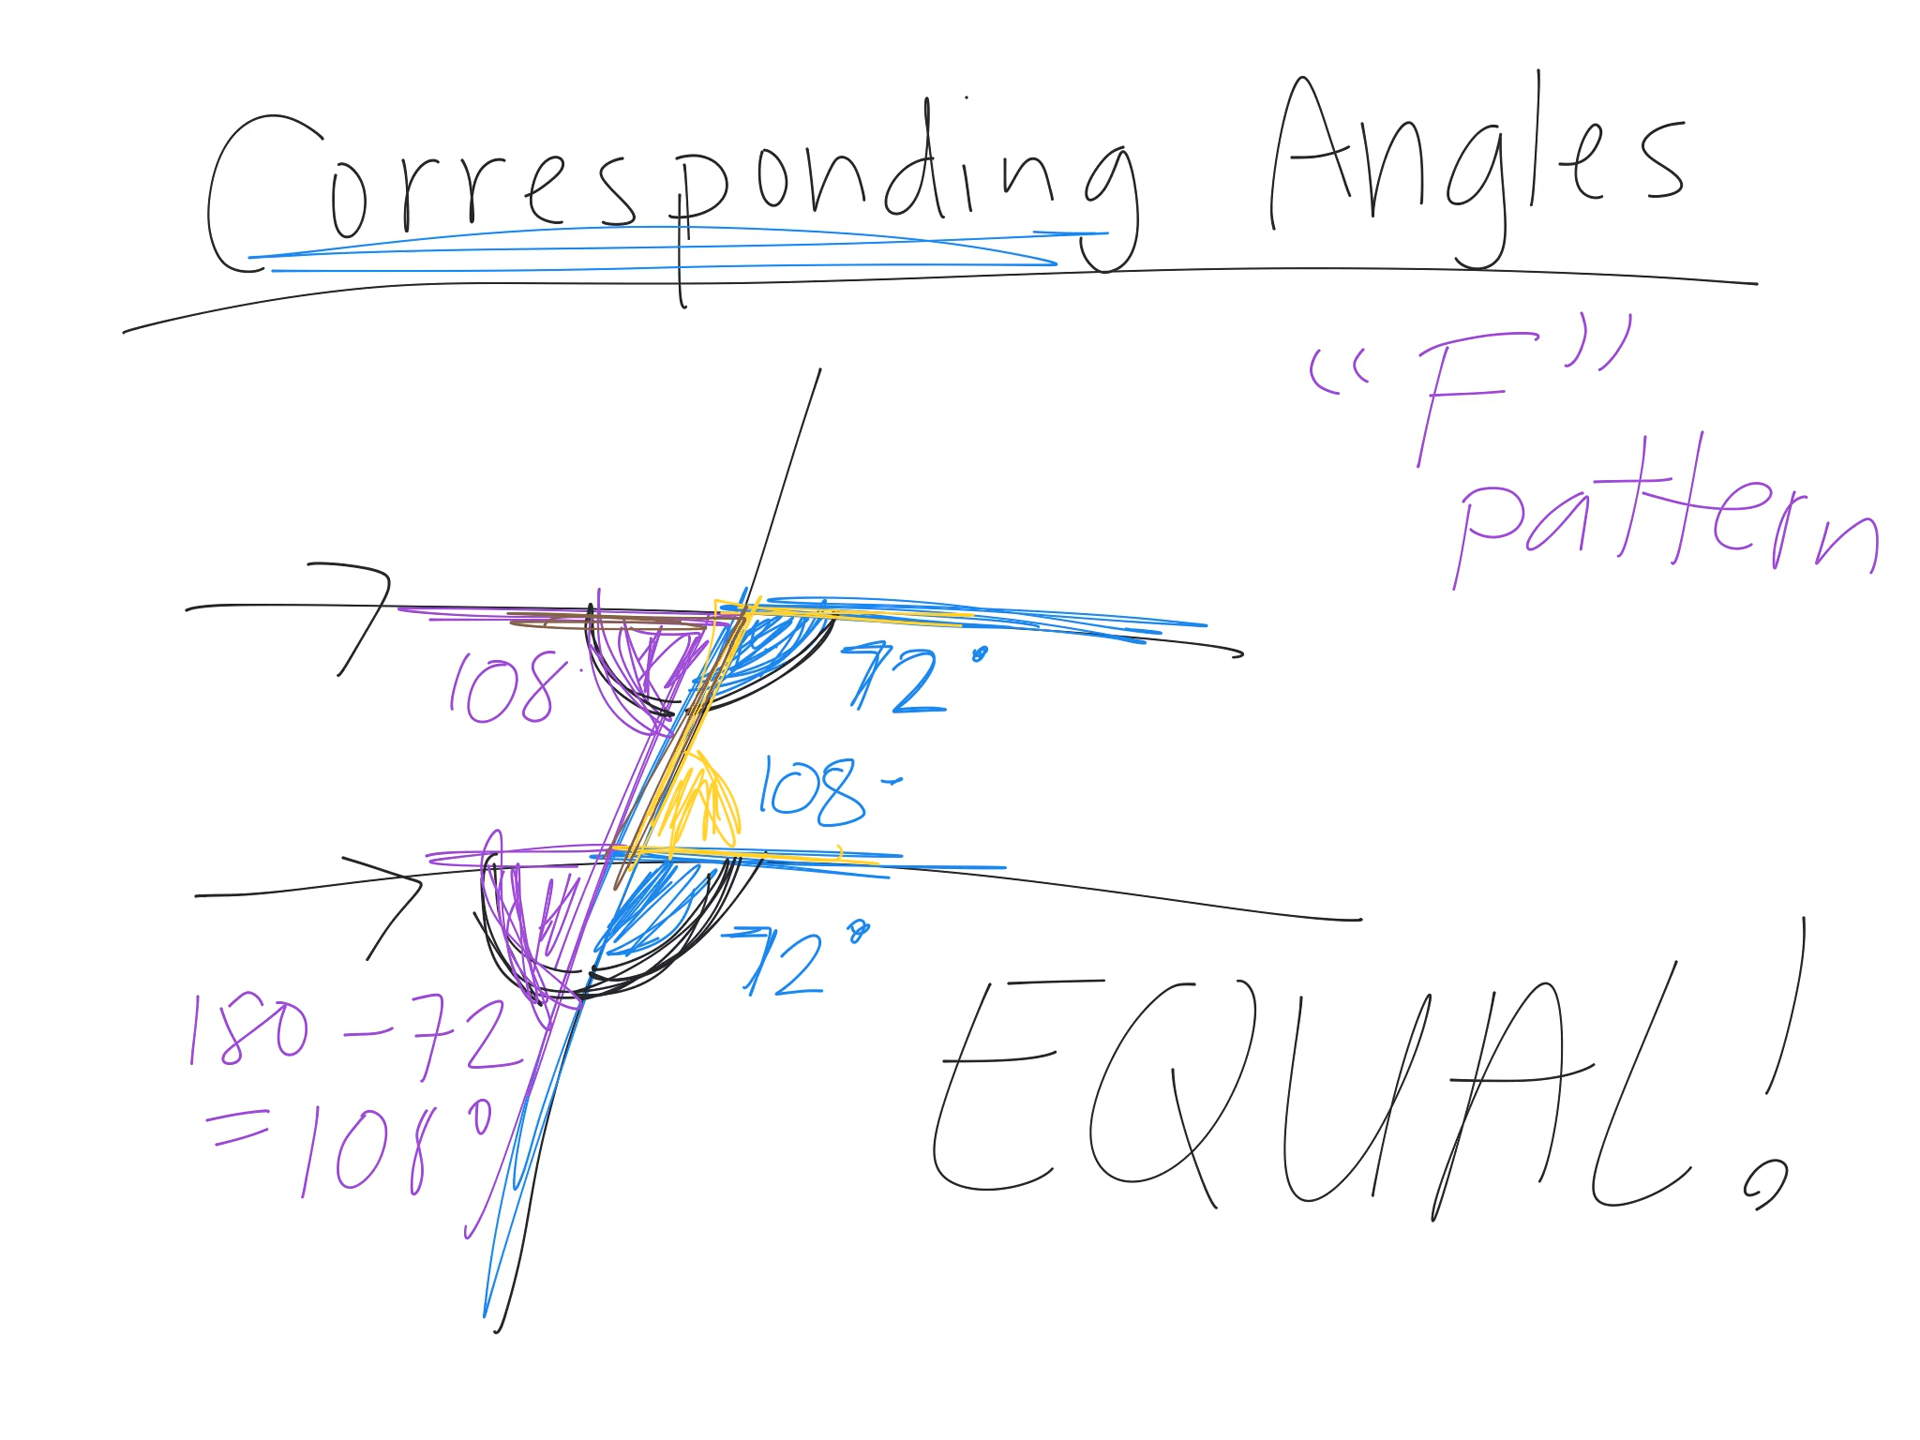 Corresponding Angles
“F”
pattern
108°
72°
108°
72°
180-72
=108°
EQUAL!